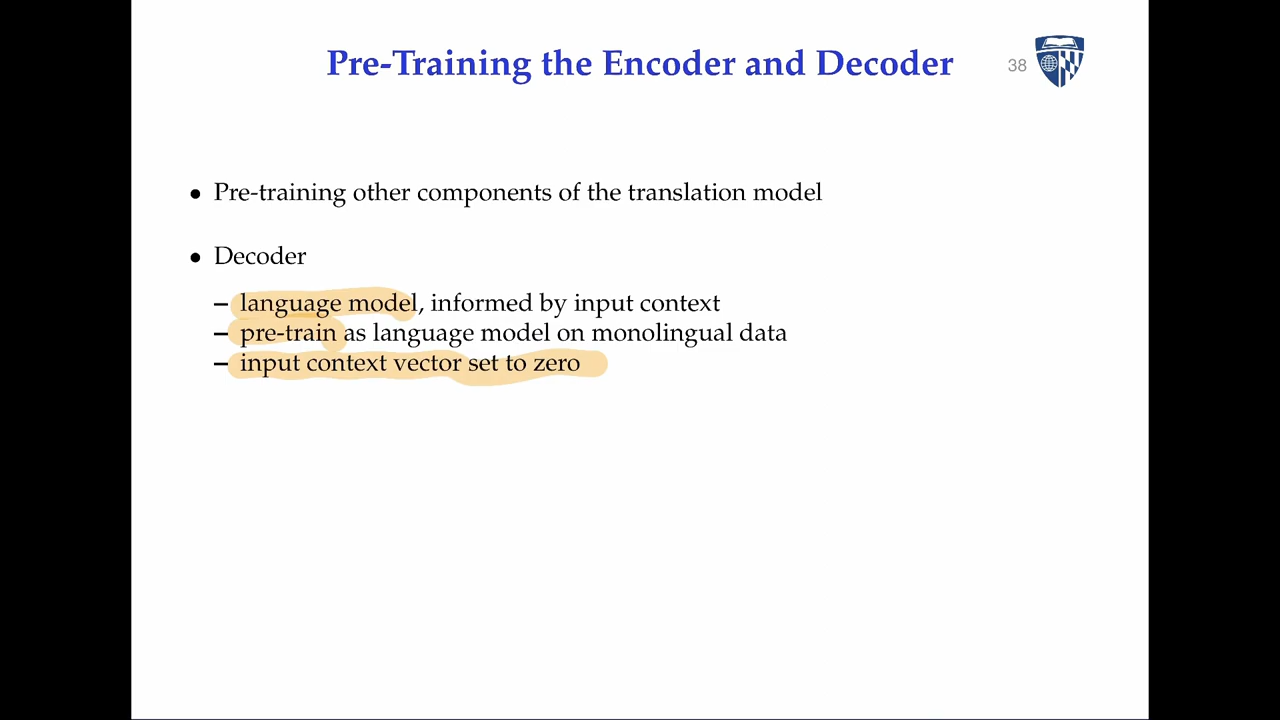 Pre-Training the Encoder and Decoder
38
• Pre-training other components of the translation model
• Decoder
– language model, informed by input context
– pre-train as language model on monolingual data
– input context vector set to zero